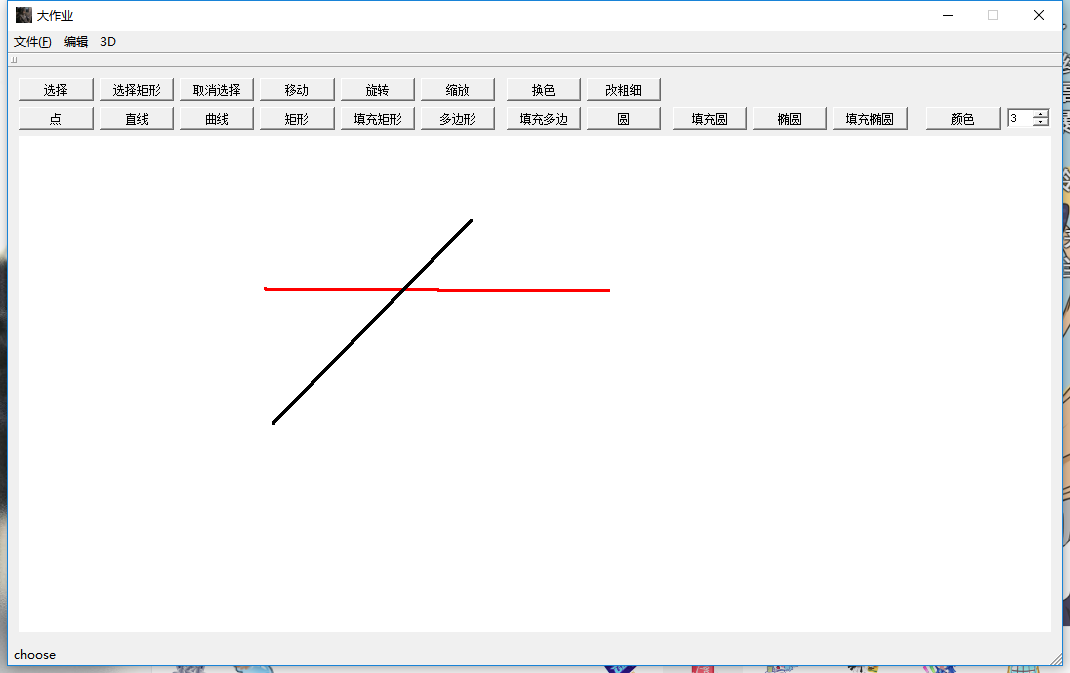 大作业
文件(F) 编辑 3D
选择 选择矩形 取消选择 移动 旋转 缩放 换色 改粗细
点 直线 曲线 矩形 填充矩形 多边形 填充多边 圆 填充圆 椭圆 填充椭圆 颜色 3
choose